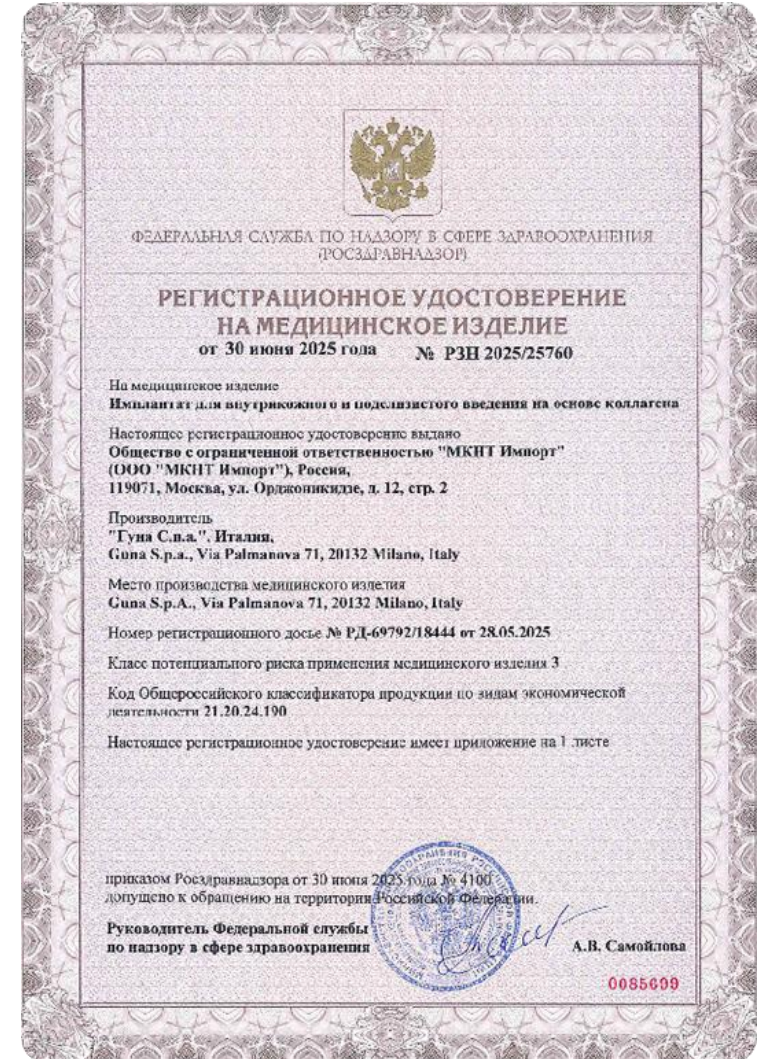 ФЕДЕРАЛЬНАЯ СЛУЖБА ПО НАДЗОРУ В СФЕРЕ ЗДРАВООХРАНЕНИЯ
(РОСЗДРАВНАДЗОР)
РЕГИСТРАЦИОННОЕ УДОСТОВЕРЕНИЕ
НА МЕДИЦИНСКОЕ ИЗДЕЛИЕ
от 30 июня 2025 года № РЗН 2025/25760
На медицинское изделие
Имплантат для внутрикожного и подслизистого введения на основе коллагена
Настоящее регистрационное удостоверение выдано
Общество с ограниченной ответственностью "МКНТ Импорт"
(ООО "МКНТ Импорт"), Россия,
119071, Москва, ул. Орджоникидзе, д. 12, стр. 2
Производитель
"Гуна С.п.а.", Италия,
Guna S.p.a., Via Palmanova 71, 20132 Milano, Italy
Место производства медицинского изделия
Guna S.p.A., Via Palmanova 71, 20132 Milano, Italy
Номер регистрационного досье № РД-69792/18444 от 28.05.2025
Класс потенциального риска применения медицинского изделия 3
Код Общероссийского классификатора продукции по видам экономической
деятельности 21.20.24.190
Настоящее регистрационное удостоверение имеет приложение на 1 листе
приказом Росздравнадзора от 30 июня 2025 года № 4100
допущено к обращению на территории Российской Федерации.
Руководитель Федеральной службы
по надзору в сфере здравоохранения
А.В. Самойлова